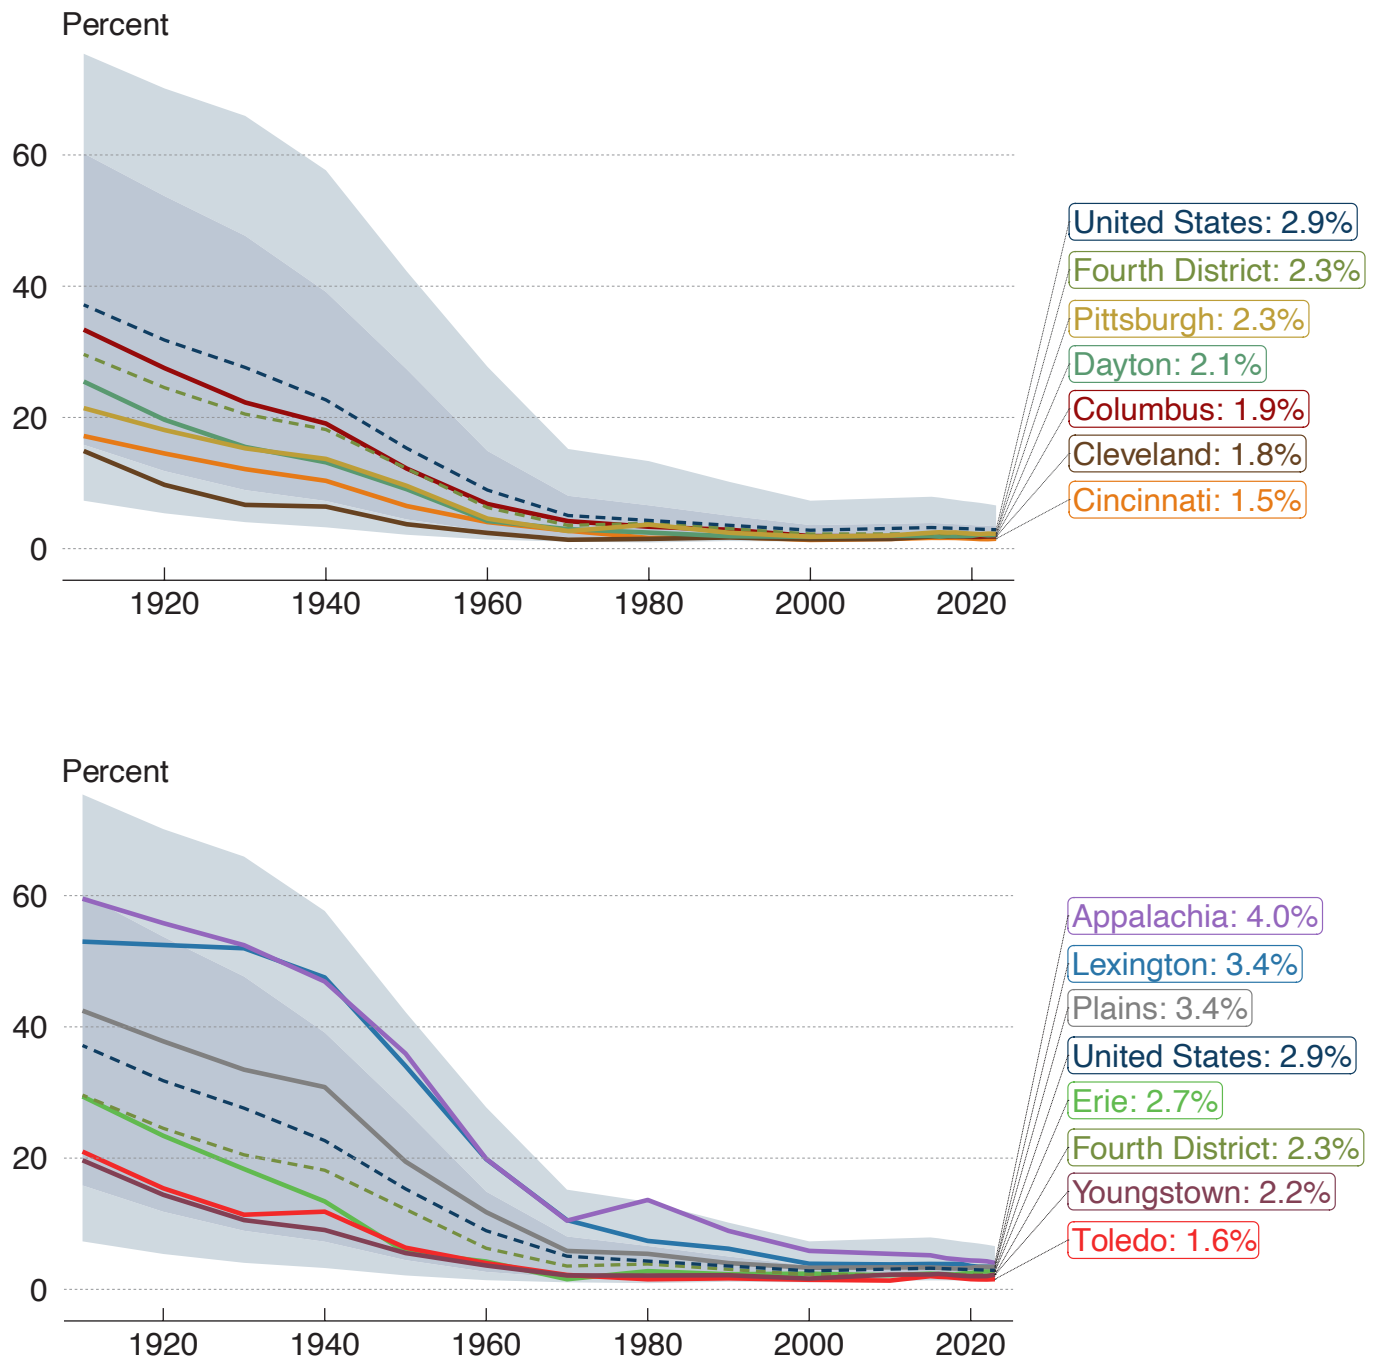 Percent
60
40
20
0
1920 1940 1960 1980 2000 2020
United States: 2.9%
Fourth District: 2.3%
Pittsburgh: 2.3%
Dayton: 2.1%
Columbus: 1.9%
Cleveland: 1.8%
Cincinnati: 1.5%
Percent
60
40
20
0
1920 1940 1960 1980 2000 2020
Appalachia: 4.0%
Lexington: 3.4%
Plains: 3.4%
United States: 2.9%
Erie: 2.7%
Fourth District: 2.3%
Youngstown: 2.2%
Toledo: 1.6%